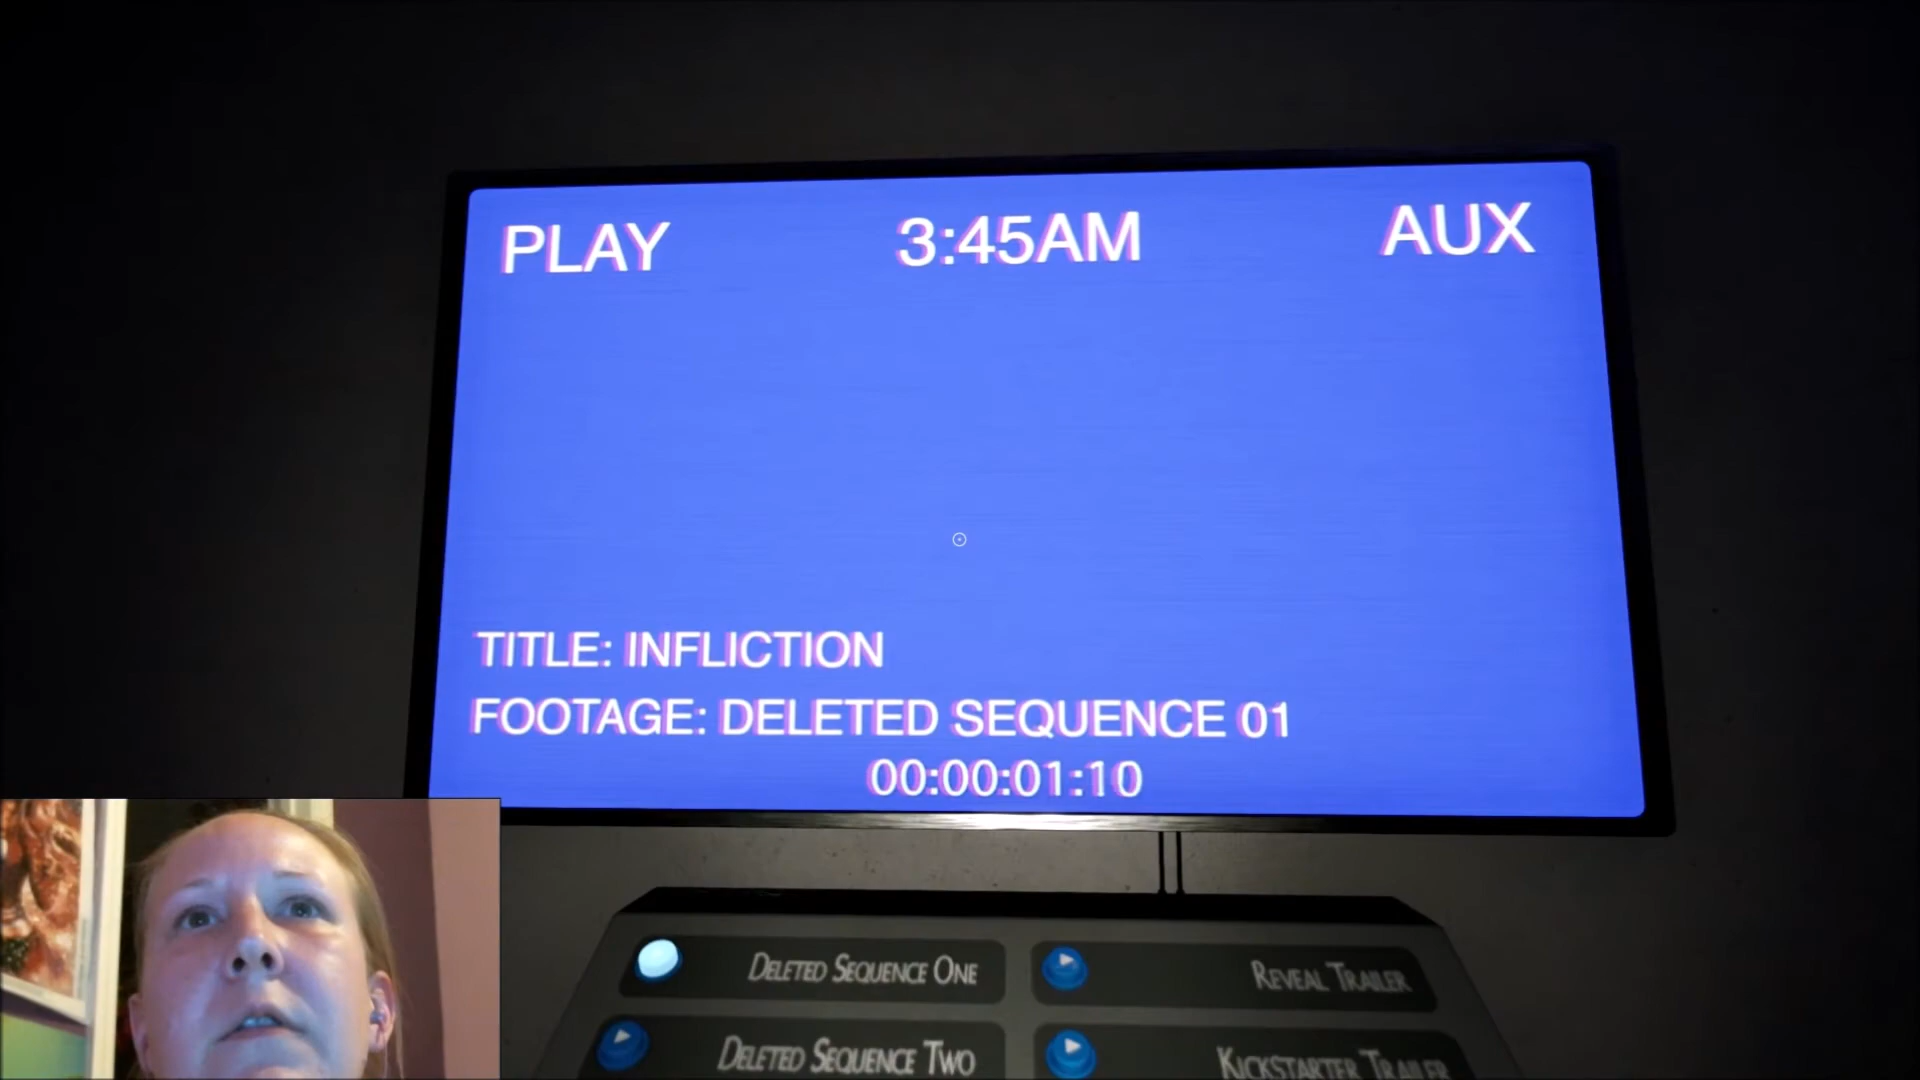 PLAY 3:45AM AUX
TITLE: INFLICTION
FOOTAGE: DELETED SEQUENCE 01
00:00:01:10
DELETED SEQUENCE ONE
REVEAL TRAILER
DELETED SEQUENCE TWO
KICKSTARTER TRAILER